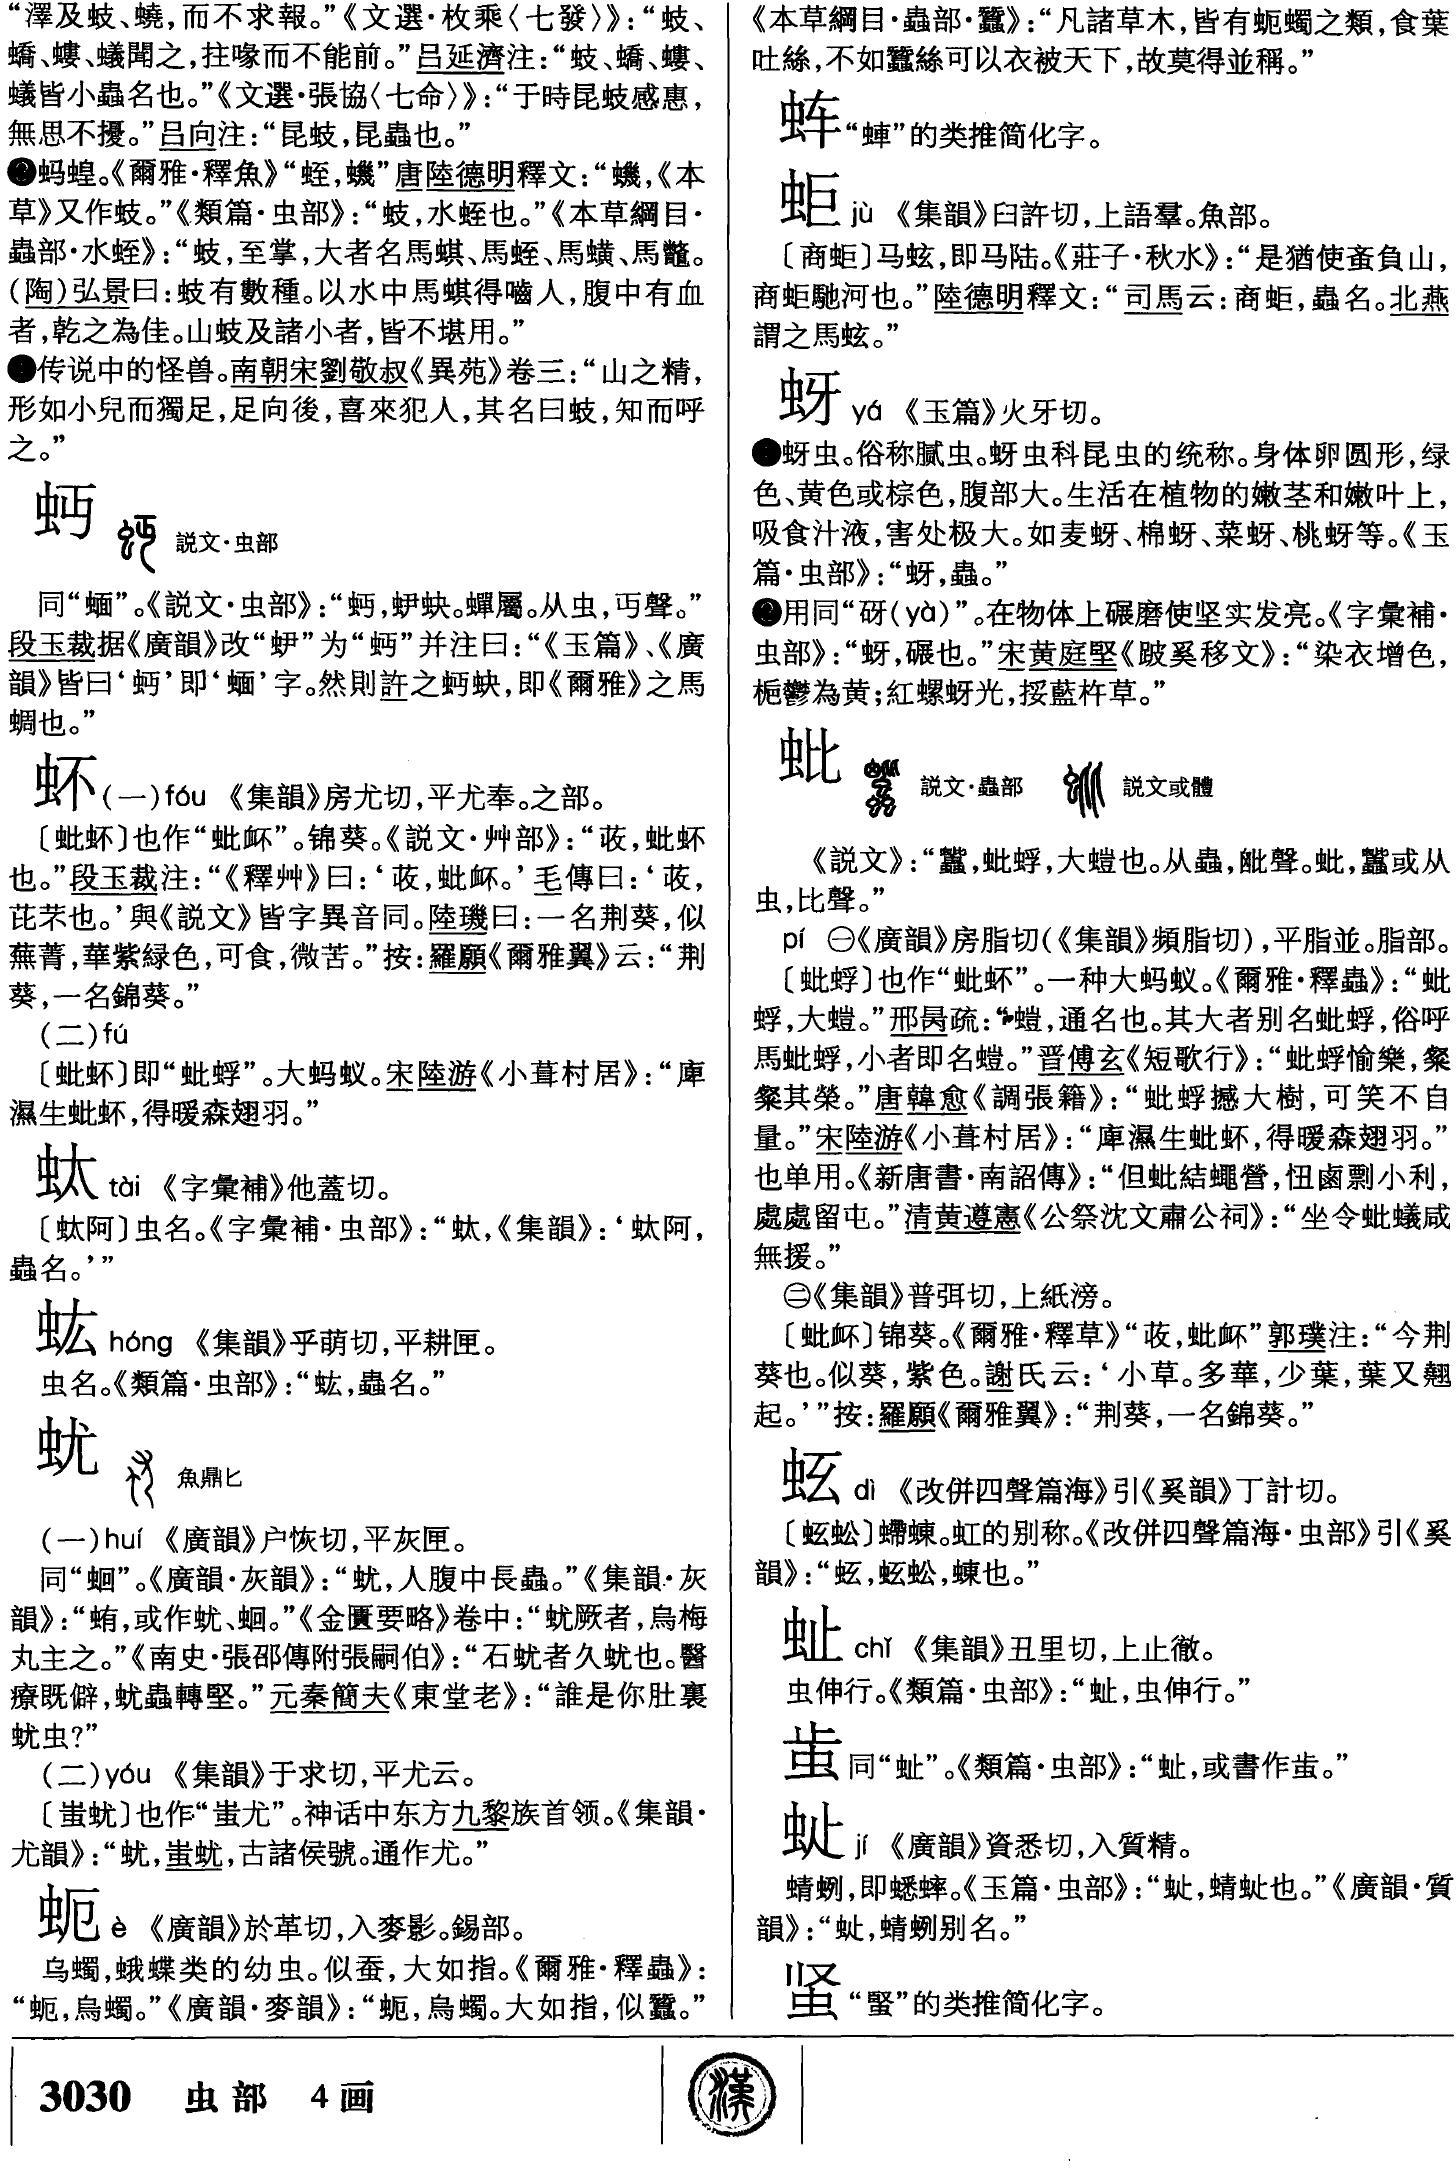 “澤及蚑、蟯，而不求報。”《文選·枚乘〈七發〉》：“蚑、
蟜、螻、蟻聞之，拄喙而不能前。”吕延濟注：“蚑、蟜、螻、
蟻皆小蟲名也。”《文選·張協〈七命〉》：“于時昆蚑感惠，
無思不擾。”吕向注：“昆蚑，昆蟲也。”
❷蚂蝗。《爾雅·釋魚》“蛭，蟣”唐陸德明釋文：“蟣，《本
草》又作蚑。”《類篇·虫部》：“蚑，水蛭也。”《本草綱目·
蟲部·水蛭》：“蚑，至掌，大者名馬蜞、馬蛭、馬蟥、馬鼈。
(陶)弘景曰：蚑有數種。以水中馬蜞得嚙人，腹中有血
者，乾之為佳。山蚑及諸小者，皆不堪用。”
❸传说中的怪兽。南朝宋劉敬叔《異苑》卷三：“山之精，
形如小兒而獨足，足向後，喜來犯人，其名曰蚑，知而呼
之。”
虾 説文·虫部
同“蝒”。《説文·虫部》：“蚵，蛜蚗。蟬屬。从虫，丏聲。”
段玉裁据《廣韻》改“蛜”为“𧉟”并注曰：“《玉篇》、《廣
韻》皆曰‘𧉟’即‘蝒’字。然則許之𧉟蚗，即《爾雅》之馬
蜩也。”
䖬(一)fóu 《集韻》房尤切，平尤奉。之部。
〔蚍䖬〕也作“蚍衃”。锦葵。《説文·艸部》：“荍，蚍䖬
也。”段玉裁注：“《釋艸》曰：‘荍，蚍衃。’毛傳曰：‘荍，
芘芣也。’與《説文》皆字異音同。陸璣曰：一名荆葵，似
蕪菁，華紫緑色，可食，微苦。”按：羅願《爾雅翼》云：“荆
葵，一名錦葵。”
(二)fú
〔蚍䖬〕即“蚍蜉”。大蚂蚁。宋陸游《小葺村居》：“庳
濕生蚍䖬，得暖森翅羽。”
𧉑 tài 《字彙補》他蓋切。
〔𧉑阿〕虫名。《字彙補·虫部》：“𧉑，《集韻》：‘𧉑阿，
蟲名。’”
䡌 hóng 《集韻》乎萌切，平耕匣。
虫名。《類篇·虫部》：“蚿，蟲名。”
蚘 魚鼎匕
(一)huí 《廣韻》户恢切，平灰匣。
同“蛔”。《廣韻·灰韻》：“蚘，人腹中長蟲。”《集韻·灰
韻》：“蛕，或作蚘、蛔。”《金匱要略》卷中：“蚘厥者，烏梅
丸主之。”《南史·張邵傳附張嗣伯》：“石蚘者久蚘也。醫
療既僻，蚘蟲轉堅。”元秦簡夫《東堂老》：“誰是你肚裏
蚘虫？”
(二)yóu 《集韻》于求切，平尤云。
〔蚩蚘〕也作“蚩尤”。神话中东方九黎族首领。《集韻·
尤韻》：“蚘，蚩蚘，古諸侯號。通作尤。”
蚅 è 《廣韻》於革切，入麥影。錫部。
乌蠋，蛾蝶类的幼虫。似蚕，大如指。《爾雅·釋蟲》：
“蚅，烏蠋。”《廣韻·麥韻》：“蚅，烏蠋。大如指，似蠶。”
《本草綱目·蟲部·蠶》：“凡諸草木，皆有蚅蠋之類，食葉
吐絲，不如蠶絲可以衣被天下，故莫得並稱。”
“蟬”的类推简化字。
蚷 jù 《集韻》臼許切，上語羣。魚部。
〔商蚷〕马蚿，即马陆。《莊子·秋水》：“是猶使蚉負山，
商蚷馳河也。”陸德明釋文：“司馬云：商蚷，蟲名。北燕
謂之馬蚿。”
蚜 yá 《玉篇》火牙切。
❶蚜虫。俗称腻虫。蚜虫科昆虫的统称。身体卵圆形，绿
色、黄色或棕色，腹部大。生活在植物的嫩茎和嫩叶上，
吸食汁液，害处极大。如麦蚜、棉蚜、菜蚜、桃蚜等。《玉
篇·虫部》：“蚜，蟲。”
❷用同“砑(yà)”。在物体上碾磨使坚实发亮。《字彙補·
虫部》：“蚜，碾也。”宋黄庭堅《跛奚移文》：“染衣增色，
梔鬱為黄；紅螺蚜光，挼藍杵草。”
蚍 説文·蟲部 説文或體
《説文》：“䘒，蚍蜉，大螘也。从蟲，𣬉聲。蚍，䘒或从
虫，比聲。”
pí ㊀《廣韻》房脂切(《集韻》頻脂切)，平脂並。脂部。
〔蚍蜉〕也作“蚍䖬”。一种大蚂蚁。《爾雅·釋蟲》：“蚍
蜉，大螘。”邢昺疏：“螘，通名也。其大者别名蚍蜉，俗呼
馬蚍蜉，小者即名螘。”晋傅玄《短歌行》：“蚍蜉愉樂，粲
粲其榮。”唐韓愈《調張籍》：“蚍蜉撼大樹，可笑不自
量。”宋陸游《小葺村居》：“庳濕生蚍䖬，得暖森翅羽。”
也单用。《新唐書·南詔傳》：“但蚍結蠅營，忸鹵剽小利，
處處留屯。”清黄遵憲《公祭沈文肅公祠》：“坐令蚍蟻咸
無援。”
㊁《集韻》普弭切，上紙滂。
〔蚍衃〕锦葵。《爾雅·釋草》“荍，蚍衃”郭璞注：“今荆
葵也。似葵，紫色。謝氏云：‘小草。多華，少葉，葉又翹
起。’”按：羅願《爾雅翼》：“荆葵，一名錦葵。”
dì 《改併四聲篇海》引《奚韻》丁計切。
虹的别称。《改併四聲篇海·虫部》引《奚
韻》：
chǐ 《集韻》丑里切，上止徹。
虫伸行。《類篇·虫部》：“䖨，虫伸行。”
蚩同“䖨”。《類篇·虫部》：
jí 《廣韻》資悉切，入質精。
蜻蛚，即蟋蟀。《玉篇·虫部》：“䖪，蜻䖪也。”《廣韻·質
韻》：“䖪，蜻蛚别名。”
“蜸”的类推简化字。
3030 虫部 4画
漢